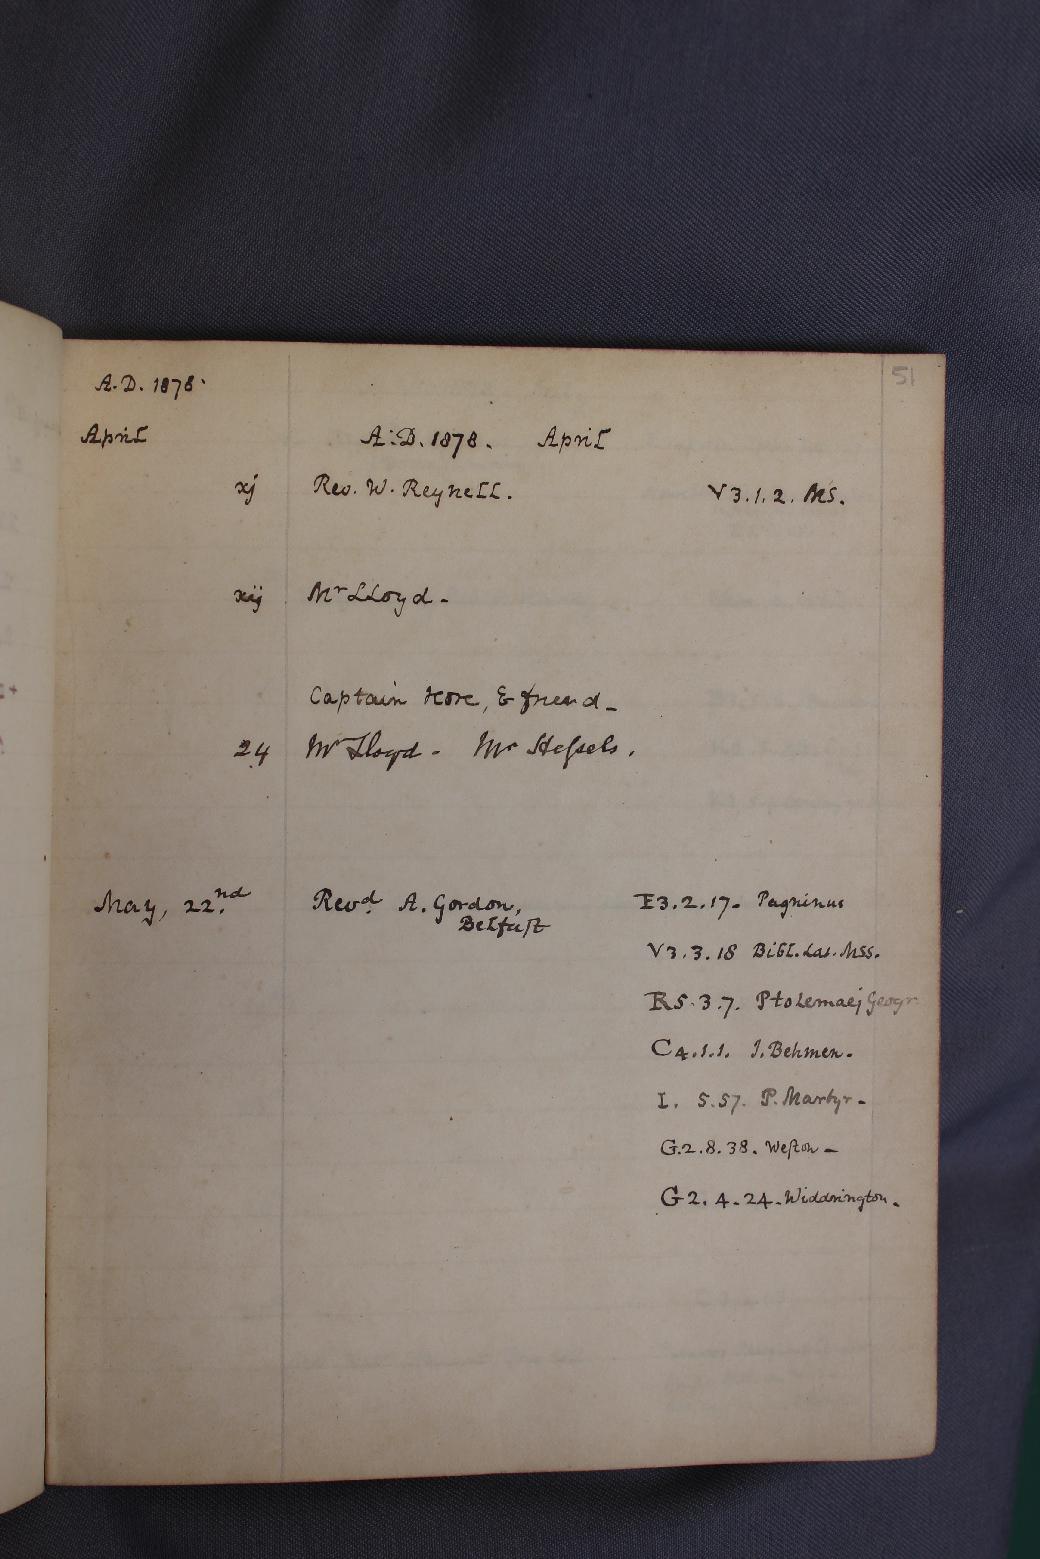 51
A.D. 1878.
April A.D. 1878. April
xj Rev. W. Reynell. V3.1.2. MS.
xij Mr Lloyd -
Captain Hore, & friend -
24 Mr Lloyd - Mr Hessels.
May, 22nd. Revd. A. Gordon, E3.2.17- Pagninus
Belfast
V3.3.18 Bibl. Las. MSS.
R5.3.7. Ptolemaej Geogr.
C4.1.1. J. Behmen.
I. 5.57. P. Martyr -
G.2.8.38. Weston -
G2.4.24. Widdrington.